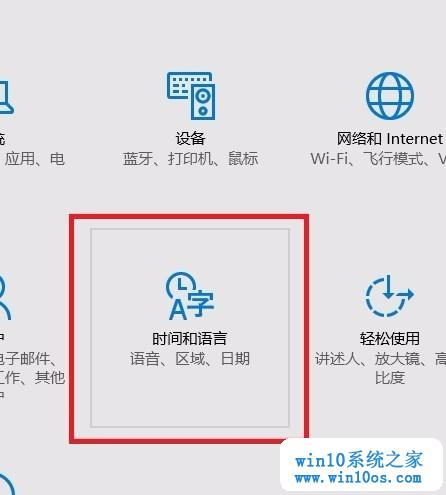 统
设备
网络和 Internet
、应用、电
蓝牙、打印机、鼠标
Wi-Fi、飞行模式、V
A字
户
时间和语言
轻松使用
电子邮件、
语音、区域、日期
讲述人、放大镜、高
工作、其他
比度
户
win10系统之家
www.win10os.com